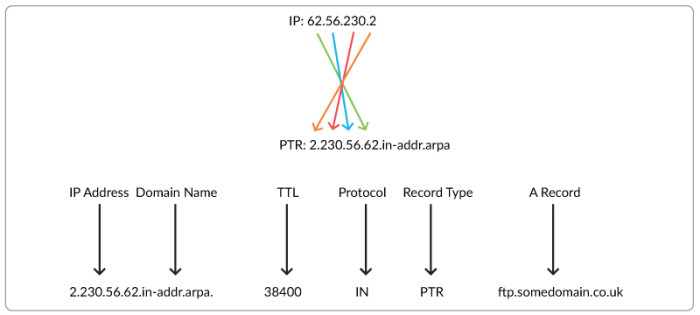 IP: 62.56.230.2
PTR: 2.230.56.62.in-addr.arpa
IP Address Domain Name TTL Protocol Record Type A Record
2.230.56.62.in-addr.arpa. 38400 IN PTR ftp.somedomain.co.uk